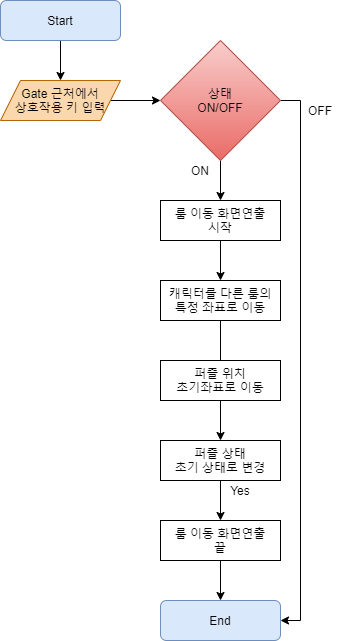 Start
Gate 근처에서
상호작용 키 입력
상태
ON/OFF
OFF
ON
룸 이동 화면연출
시작
캐릭터를 다른 룸의
특정 좌표로 이동
퍼즐 위치
초기좌표로 이동
퍼즐 상태
초기 상태로 변경
Yes
룸 이동 화면연출
끝
End